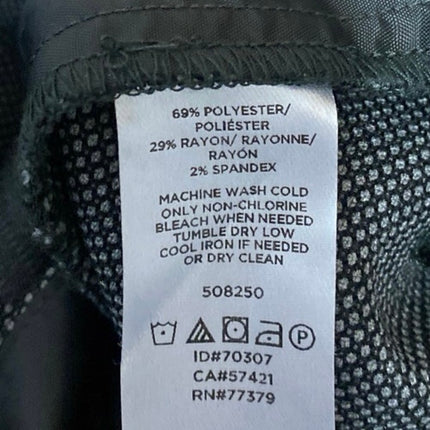 69% POLYESTER/
POLIÉSTER
29% RAYON/ RAYONNE/
RAYÓN
2% SPANDEX
MACHINE WASH COLD
ONLY NON-CHLORINE
BLEACH WHEN NEEDED
TUMBLE DRY LOW
COOL IRON IF NEEDED
OR DRY CLEAN
508250
P
ID#70307
CA#57421
RN#77379